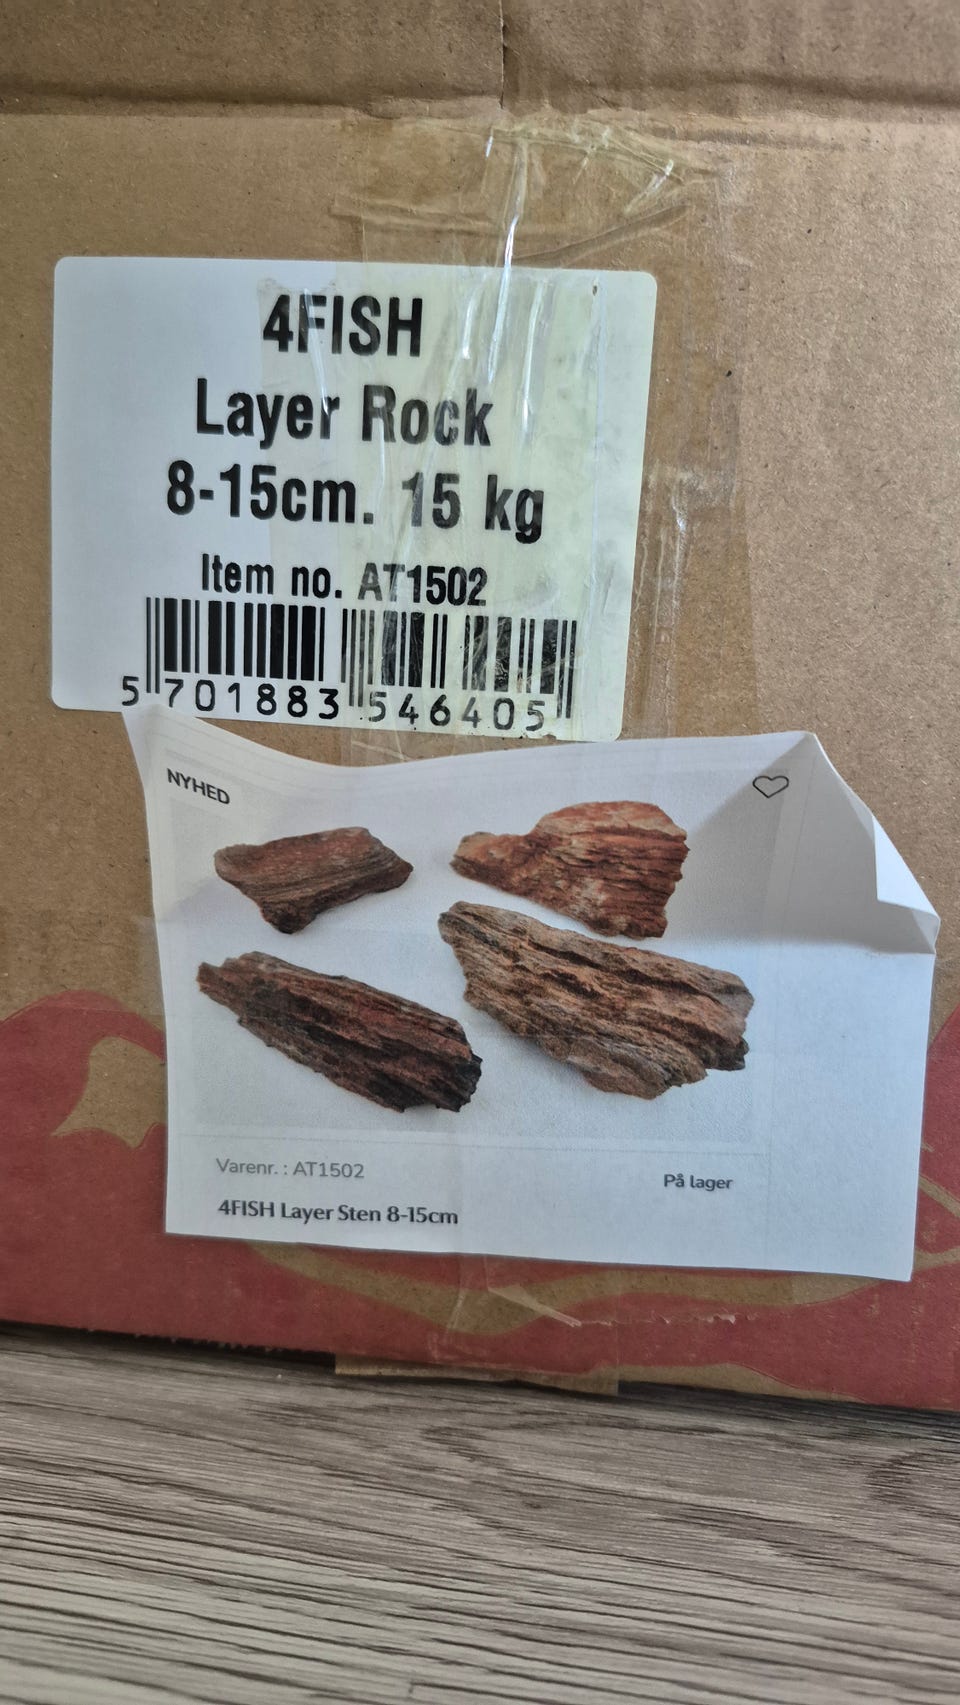 4FISH
Layer Rock
8-15cm. 15 kg
Item no. AT1502
5 701883 546405
NYHED
Varenr. : AT1502
På lager
4FISH Layer Sten 8-15cm